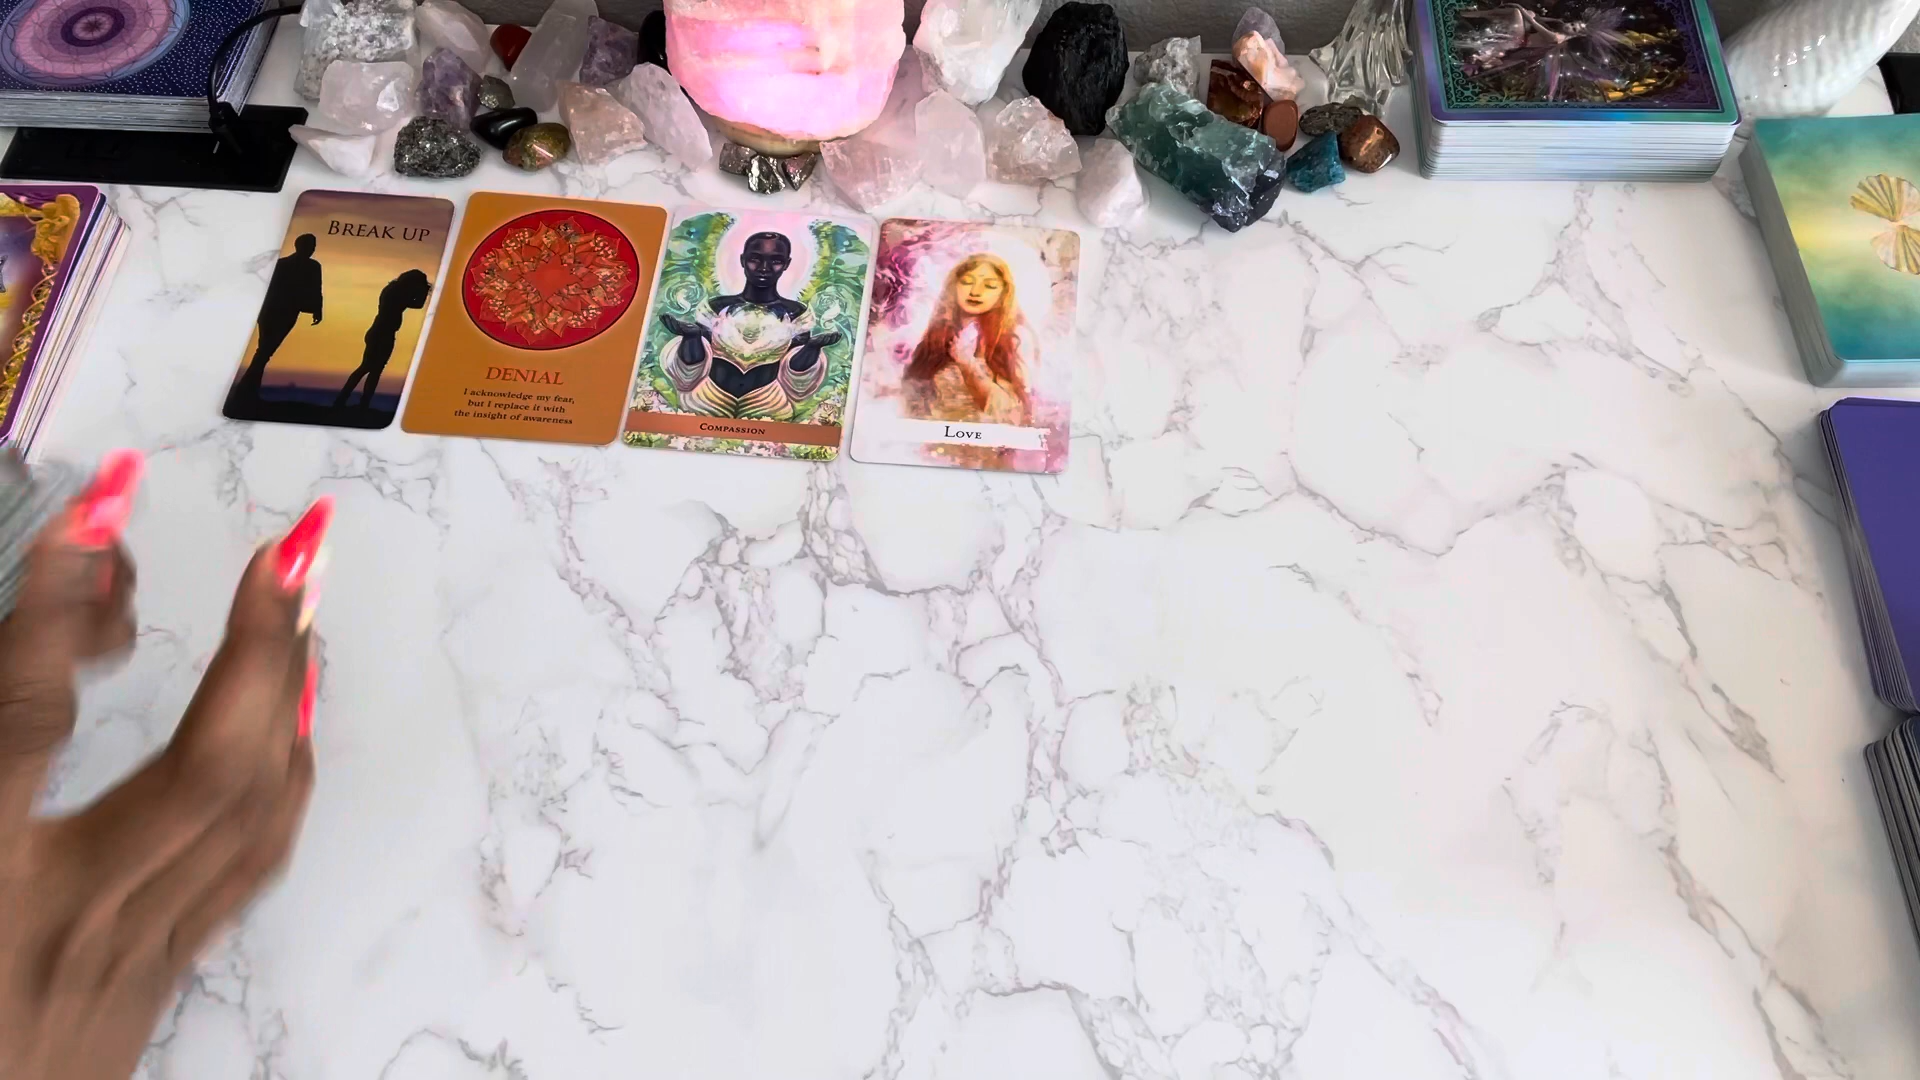 BREAK UP
DENIAL
I acknowledge my fear,
but I replace it with
the insight of awareness
COMPASSION
LOVE